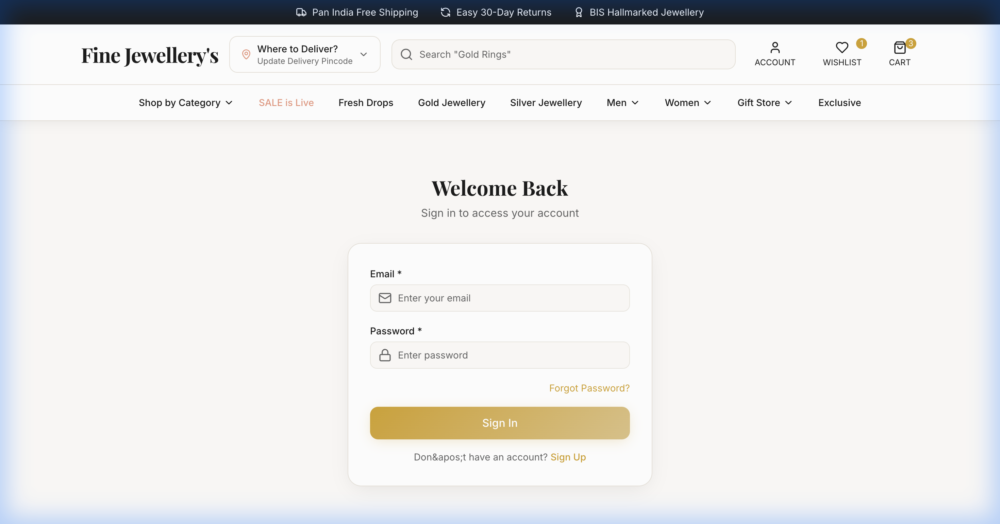 Pan India Free Shipping Easy 30-Day Returns BIS Hallmarked Jewellery
Fine Jewellery's
Where to Deliver?
Update Delivery Pincode
Search "Gold Rings"
ACCOUNT
1
WISHLIST
3
CART
Shop by Category SALE is Live Fresh Drops Gold Jewellery Silver Jewellery Men Women Gift Store Exclusive
Welcome Back
Sign in to access your account
Email *
Enter your email
Password *
Enter password
Forgot Password?
Sign In
Don&apos;t have an account? Sign Up